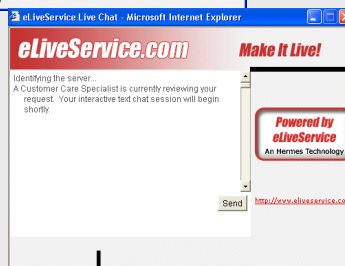 eLiveService Live Chat - Microsoft Internet Explorer
eLiveService.com Make It Live!
Identifying the server...
A Customer Care Specialist is currently reviewing your
request. Your interactive text chat session will begin
shortly.
Powered by
eLiveService
An Hermes Technology
Send
http://www.eliveservice.co